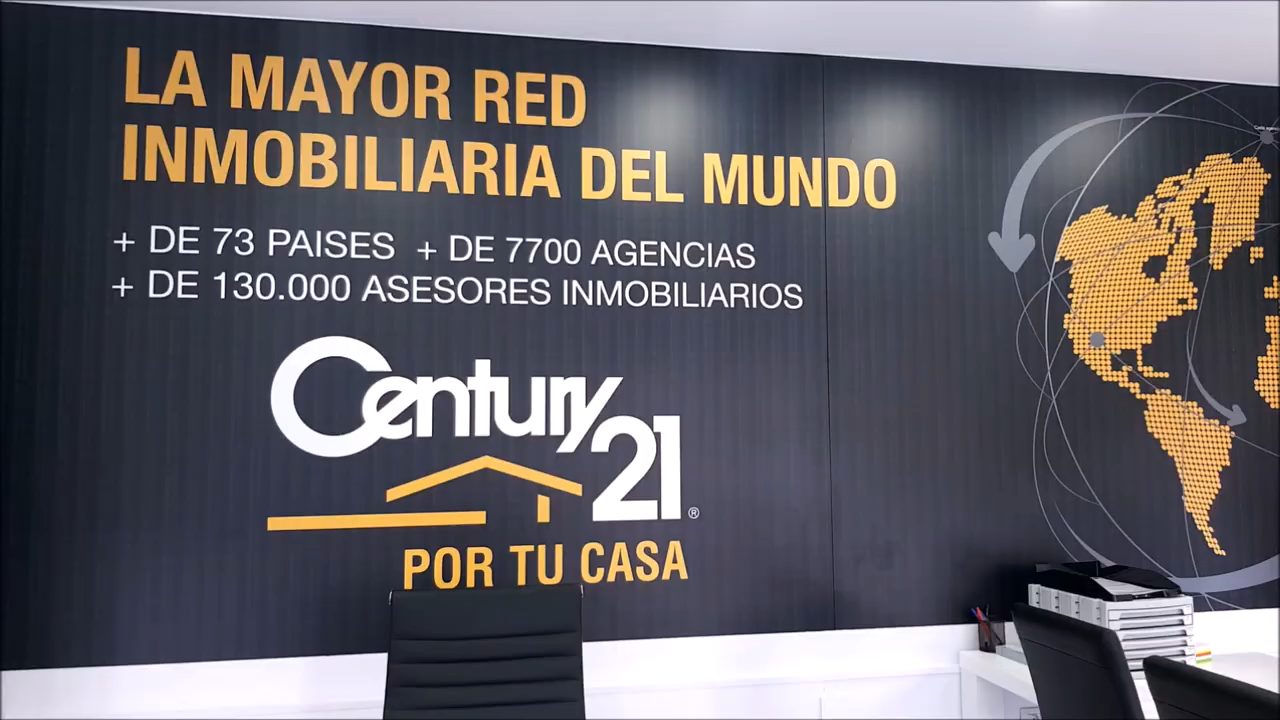 LA MAYOR RED
INMOBILIARIA DEL MUNDO
+ DE 73 PAISES + DE 7700 AGENCIAS
+ DE 130.000 ASESORES INMOBILIARIOS
Century
21®
POR TU CASA